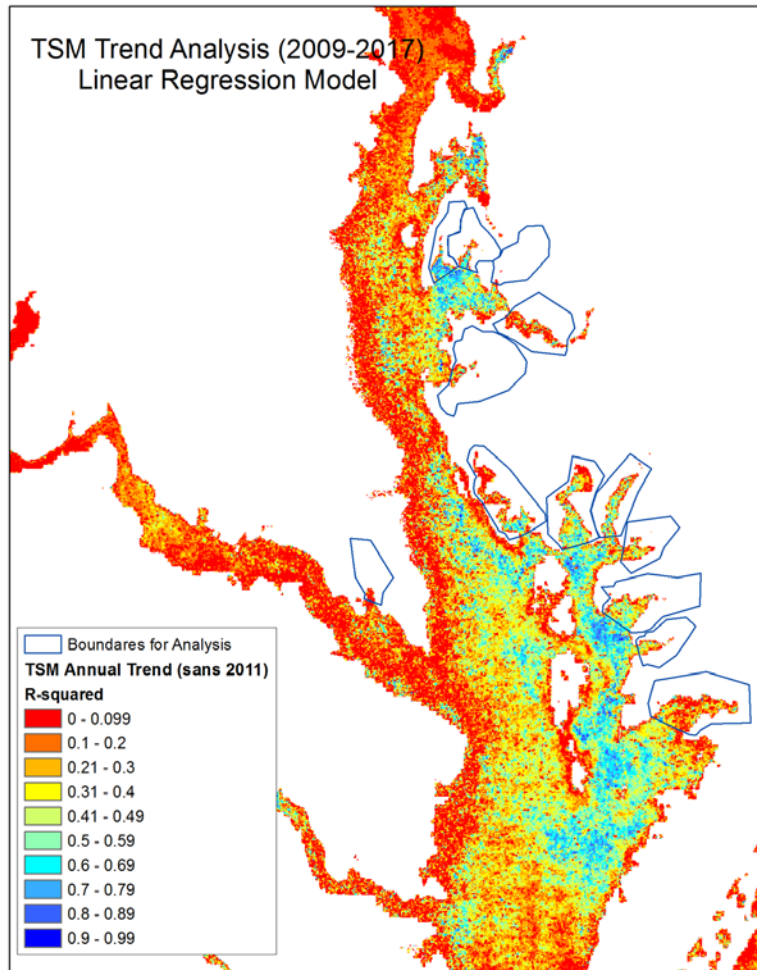 TSM Trend Analysis (2009-2017)
Linear Regression Model
Boundares for Analysis
TSM Annual Trend (sans 2011)
R-squared
0 - 0.099
0.1 - 0.2
0.21 - 0.3
0.31 - 0.4
0.41 - 0.49
0.5 - 0.59
0.6 - 0.69
0.7 - 0.79
0.8 - 0.89
0.9 - 0.99